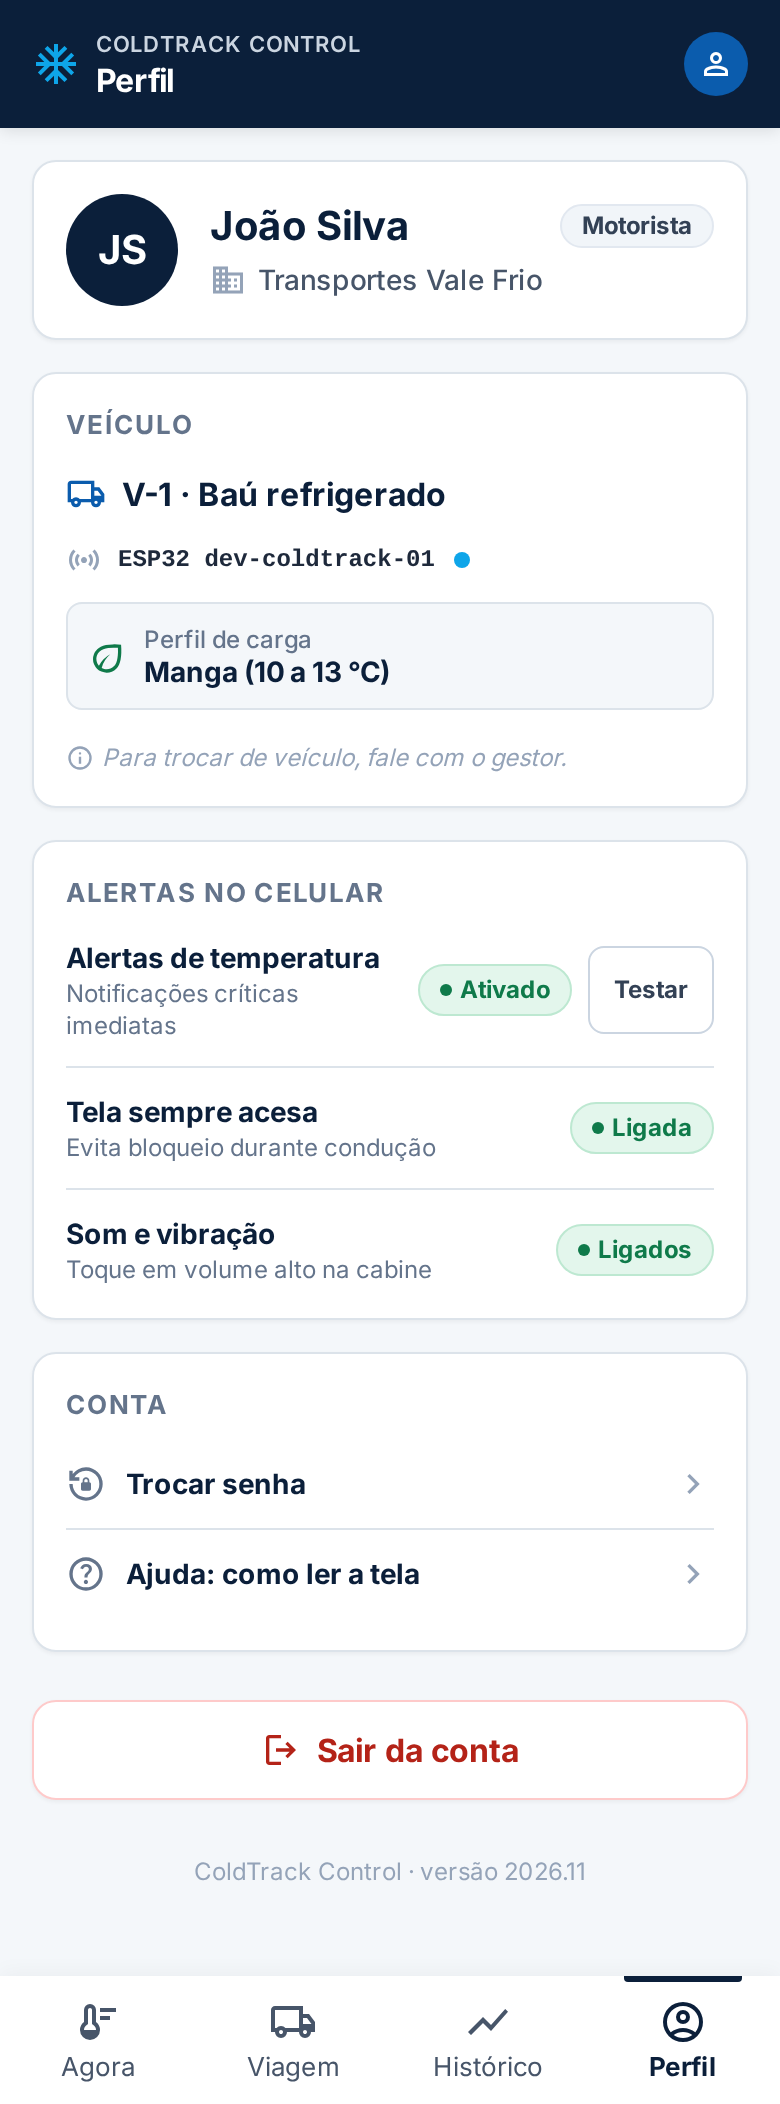 COLDTRACK CONTROL
Perfil
JS
João Silva
Motorista
Transportes Vale Frio
VEÍCULO
V-1 · Baú refrigerado
ESP32 dev-coldtrack-01
Perfil de carga
Manga (10 a 13 °C)
Para trocar de veículo, fale com o gestor.
ALERTAS NO CELULAR
Alertas de temperatura
Notificações críticas
imediatas
Ativado
Testar
Tela sempre acesa
Evita bloqueio durante condução
Ligada
Som e vibração
Toque em volume alto na cabine
Ligados
CONTA
Trocar senha
Ajuda: como ler a tela
Sair da conta
ColdTrack Control · versão 2026.11
Agora
Viagem
Histórico
Perfil